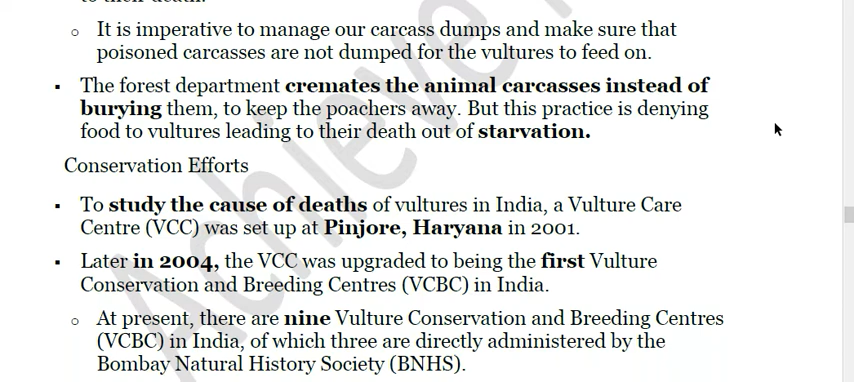 o It is imperative to manage our carcass dumps and make sure that
poisoned carcasses are not dumped for the vultures to feed on.
▪ The forest department cremates the animal carcasses instead of
burying them, to keep the poachers away. But this practice is denying
food to vultures leading to their death out of starvation.
Conservation Efforts
▪ To study the cause of deaths of vultures in India, a Vulture Care
Centre (VCC) was set up at Pinjore, Haryana in 2001.
▪ Later in 2004, the VCC was upgraded to being the first Vulture
Conservation and Breeding Centres (VCBC) in India.
o At present, there are nine Vulture Conservation and Breeding Centres
(VCBC) in India, of which three are directly administered by the
Bombay Natural History Society (BNHS).
Achieve